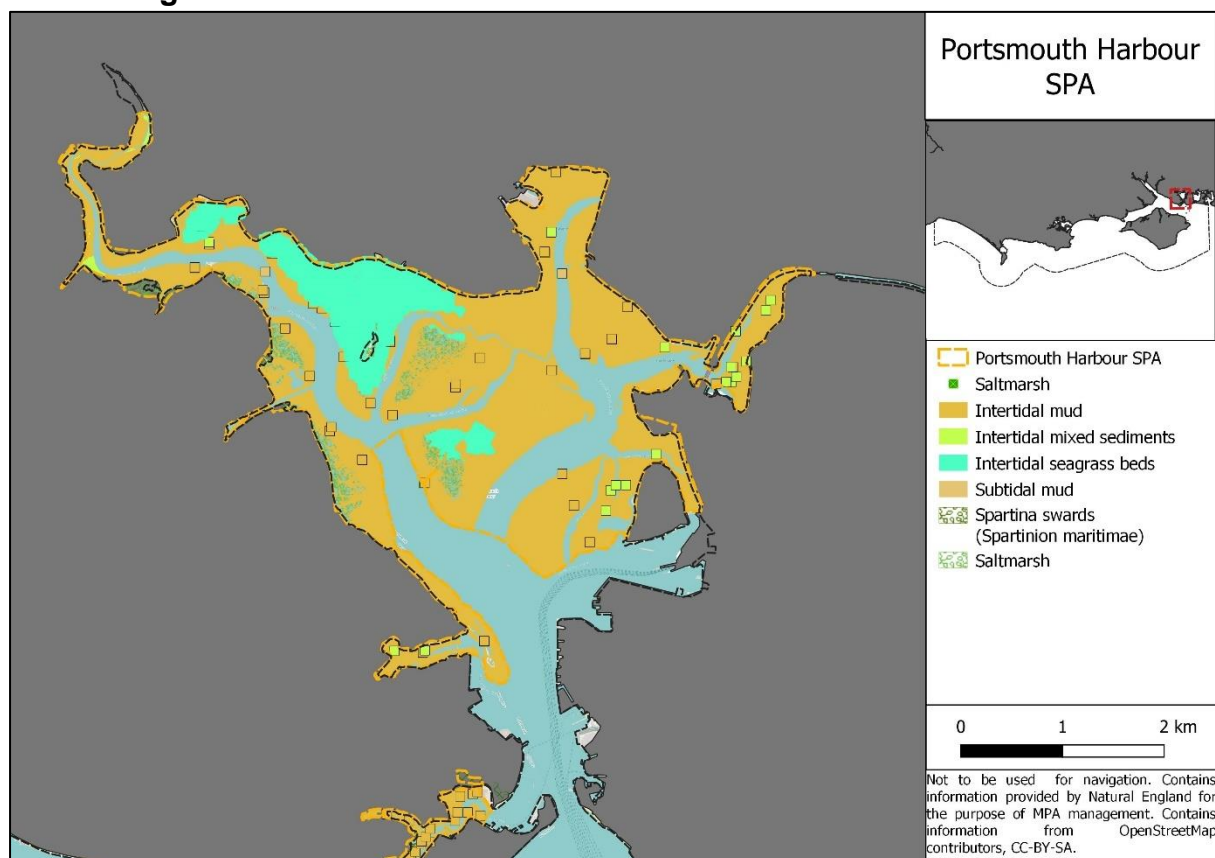 Portsmouth Harbour
SPA
Portsmouth Harbour SPA
Saltmarsh
Intertidal mud
Intertidal mixed sediments
Intertidal seagrass beds
Subtidal mud
Spartina swards
(Spartinion maritimae)
Saltmarsh
0 1 2 km
Not to be used for navigation. Contains
information provided by Natural England for
the purpose of MPA management. Contains
information from OpenStreetMap
contributors, CC-BY-SA.